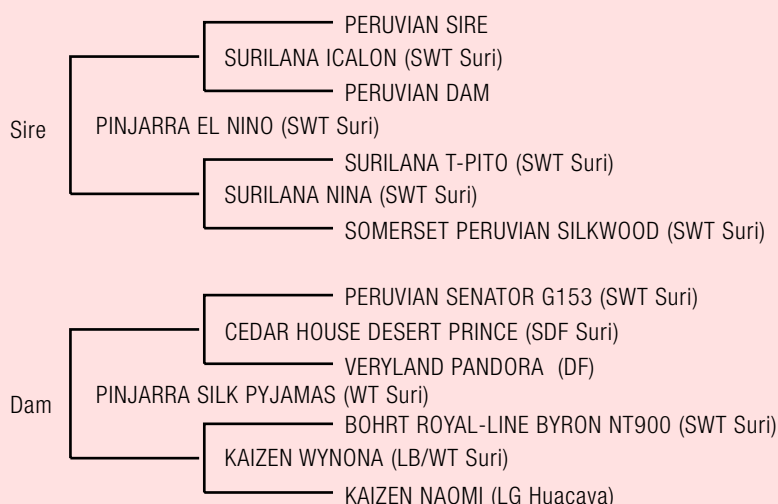 PERUVIAN SIRE
SURILANA ICALON (SWT Suri)
PERUVIAN DAM
Sire
PINJARRA EL NINO (SWT Suri)
SURILANA T-PITO (SWT Suri)
SURILANA NINA (SWT Suri)
SOMERSET PERUVIAN SILKWOOD (SWT Suri)
PERUVIAN SENATOR G153 (SWT Suri)
CEDAR HOUSE DESERT PRINCE (SDF Suri)
VERYLAND PANDORA (DF)
Dam
PINJARRA SILK PYJAMAS (WT Suri)
BOHRT ROYAL-LINE BYRON NT900 (SWT Suri)
KAIZEN WYNONA (LB/WT Suri)
KAIZEN NAOMI (LG Huacaya)